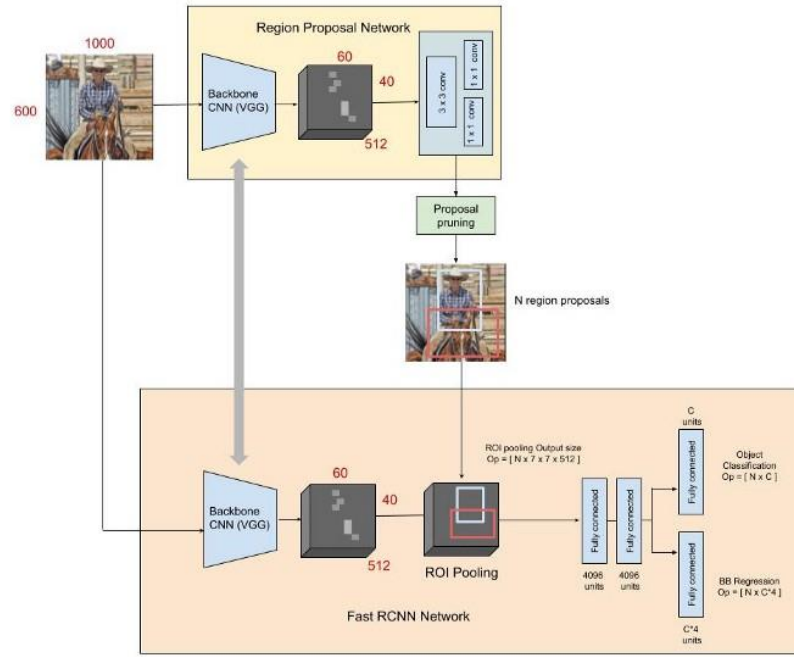 Region Proposal Network
1000
600
Backbone
CNN (VGG)
60
40
512
3 x 3 conv
1 x 1 conv
1 x 1 conv
Proposal
pruning
N region proposals
ROI pooling Output size
Op = [ N x 7 x 7 x 512 ]
Backbone
CNN (VGG)
60
40
512
ROI Pooling
Fully connected
4096
units
Fully connected
4096
units
C
units
Fully connected
Object
Classification
Op = [ N x C ]
Fully connected
C*4
units
BB Regression
Op = [ N x C*4 ]
Fast RCNN Network